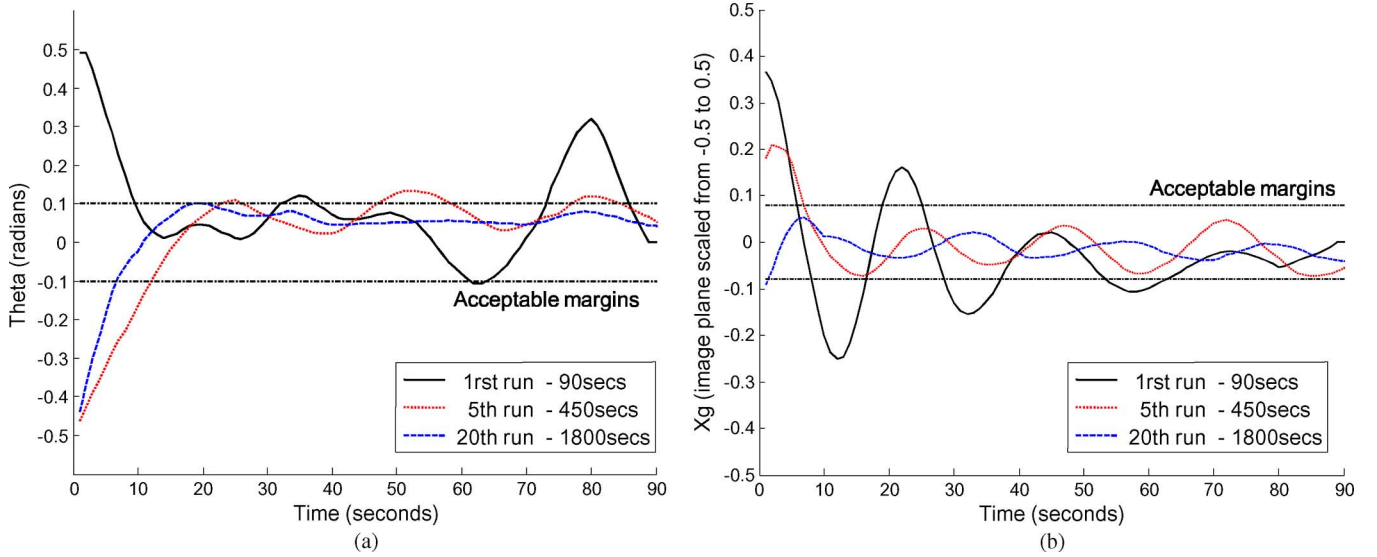 0.5
0.4
0.3
0.2
0.1
0
-0.1
-0.2
-0.3
-0.4
-0.5
Theta (radians)
Acceptable margins
1rst run - 90secs
5th run - 450secs
20th run - 1800secs
0 10 20 30 40 50 60 70 80 90
Time (seconds)
(a)
0.5
0.4
0.3
0.2
0.1
0
-0.1
-0.2
-0.3
-0.4
-0.5
Xg (image plane scaled from -0.5 to 0.5)
Acceptable margins
1rst run - 90secs
5th run - 450secs
20th run - 1800secs
0 10 20 30 40 50 60 70 80 90
Time (seconds)
(b)